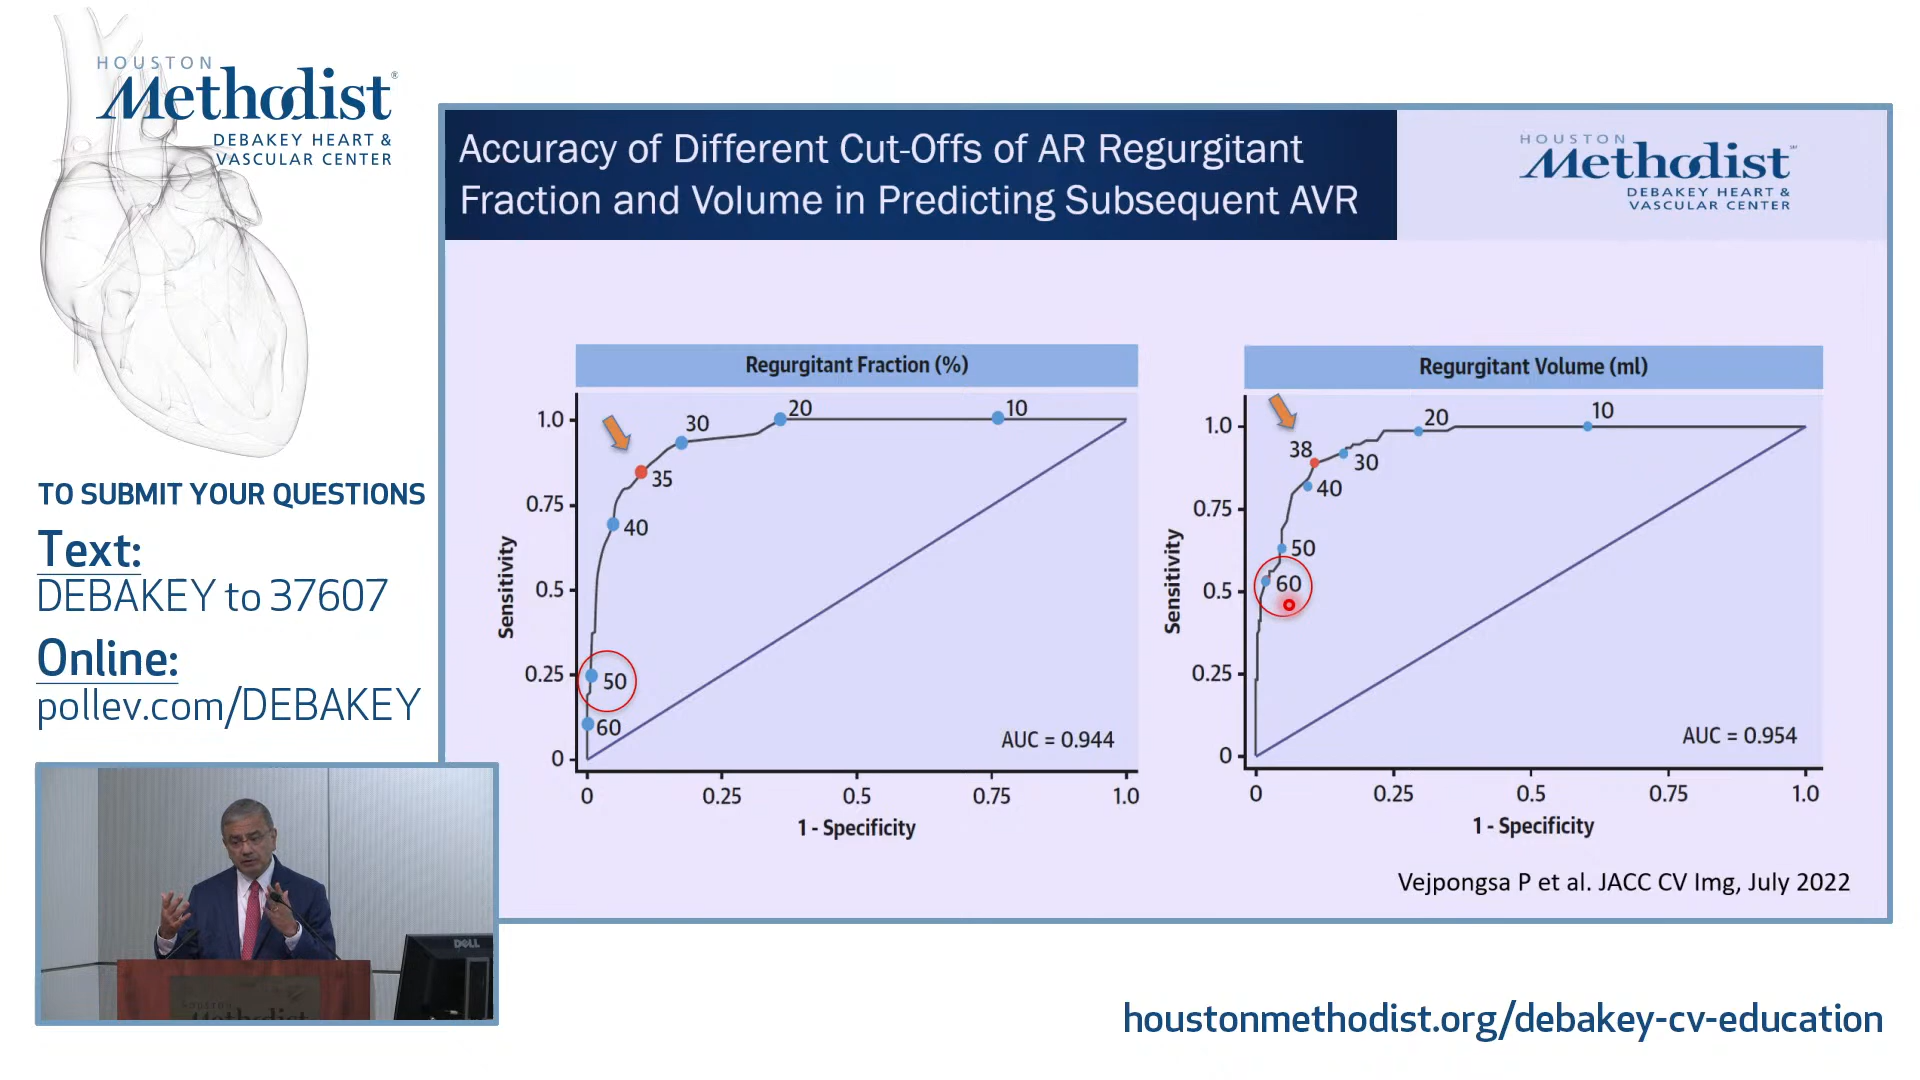 HOUSTON
Methodist®
DEBAKEY HEART &
VASCULAR CENTER
TO SUBMIT YOUR QUESTIONS
Text:
DEBAKEY to 37607
Online:
pollev.com/DEBAKEY
Accuracy of Different Cut-Offs of AR Regurgitant
Fraction and Volume in Predicting Subsequent AVR
HOUSTON
Methodist
DEBAKEY HEART &
VASCULAR CENTER
Regurgitant Fraction (%)
1.0
0.75
0.5
0.25
0
Sensitivity
10
20
30
35
40
50
60
AUC = 0.944
0 0.25 0.5 0.75 1.0
1 - Specificity
Regurgitant Volume (ml)
1.0
0.75
0.5
0.25
0
Sensitivity
10
20
38
30
40
50
60
AUC = 0.954
0 0.25 0.5 0.75 1.0
1 - Specificity
Vejpongsa P et al. JACC CV Img, July 2022
DELL
HOUSTON
Methodist
houstonmethodist.org/debakey-cv-education